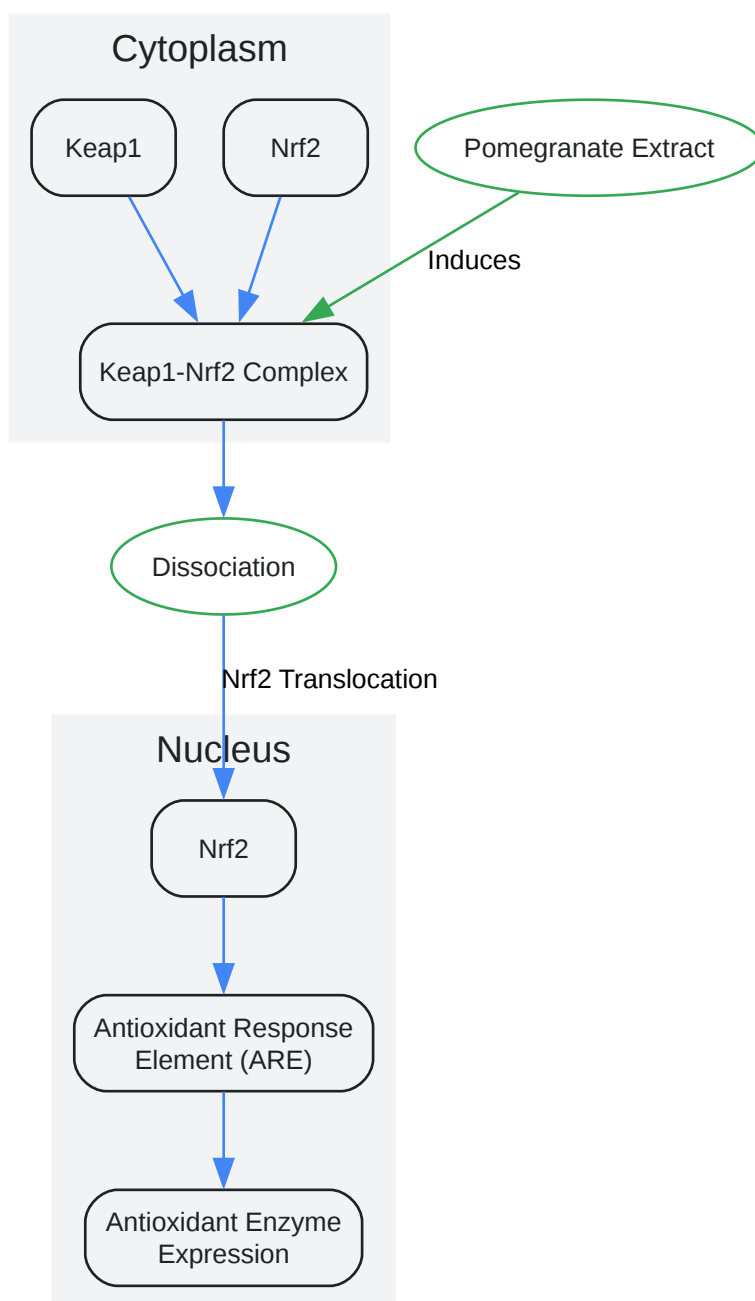 Cytoplasm
Keap1
Nrf2
Pomegranate Extract
Induces
Keap1-Nrf2 Complex
Dissociation
Nrf2 Translocation
Nucleus
Nrf2
Antioxidant Response
Element (ARE)
Antioxidant Enzyme
Expression